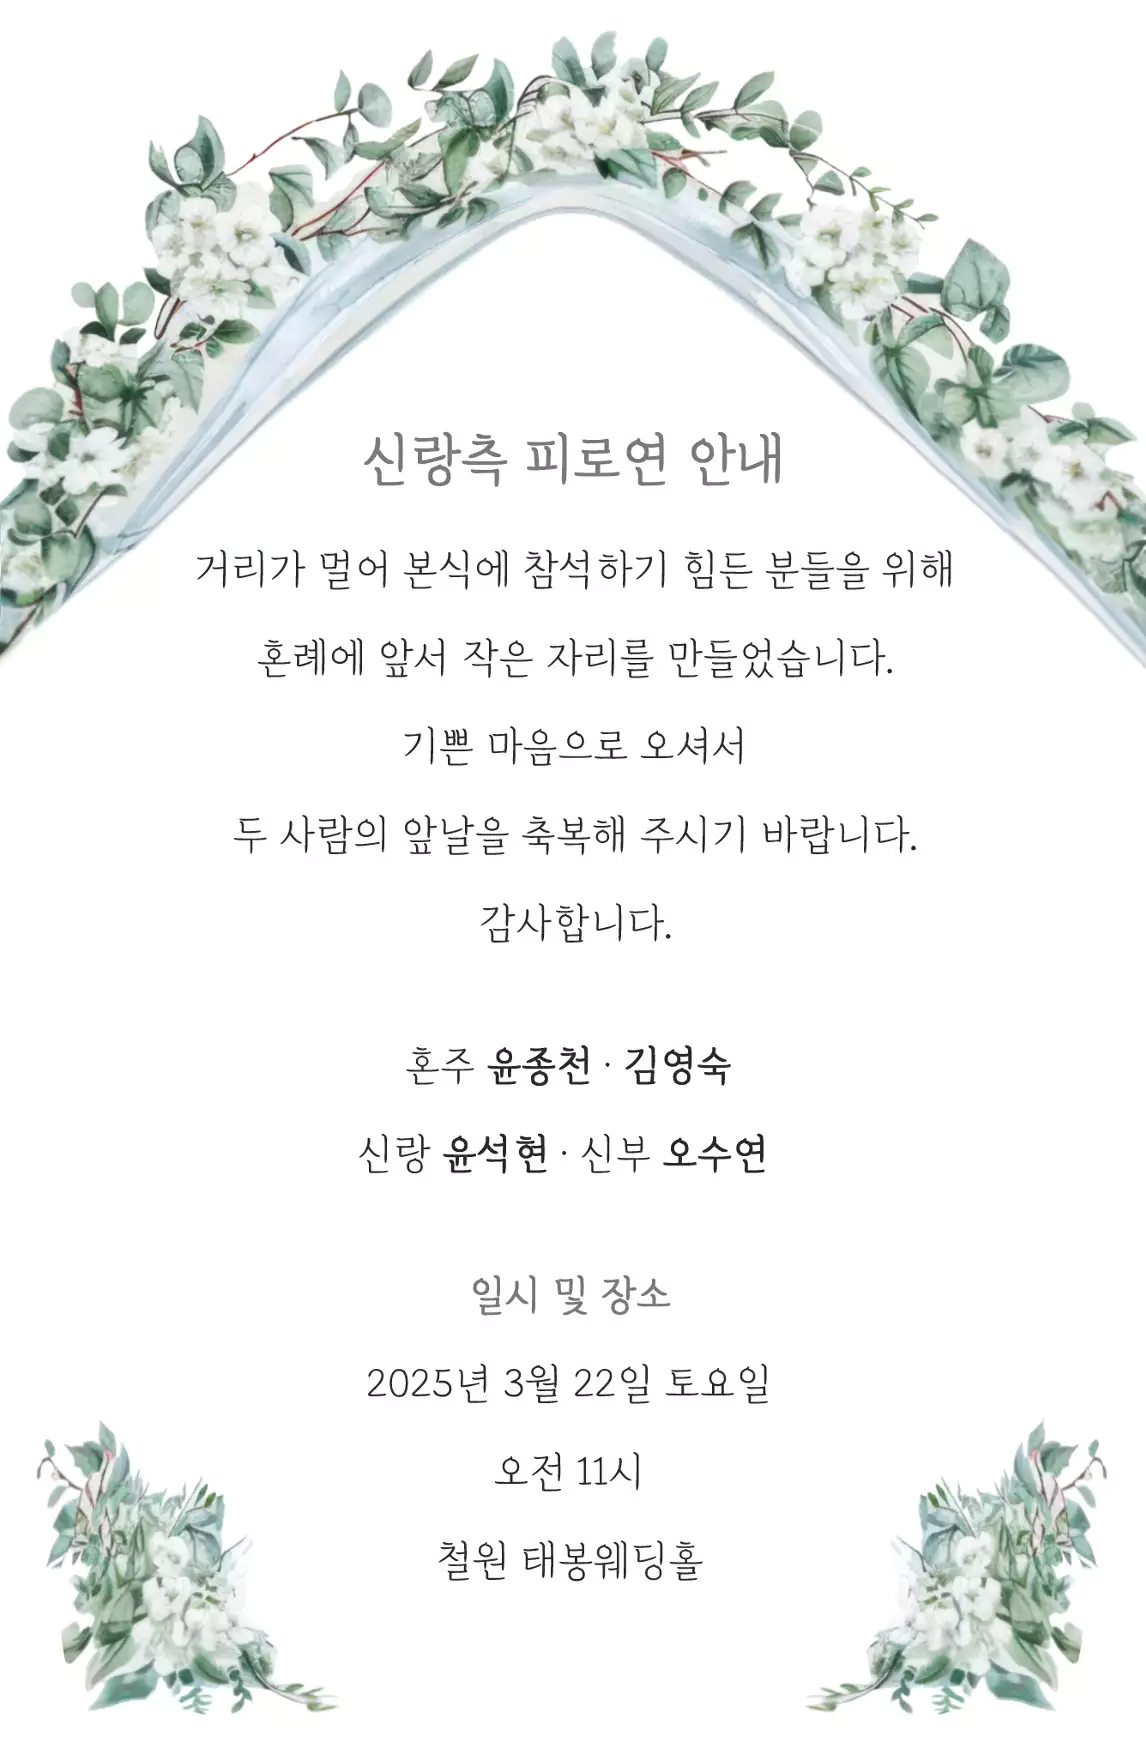 신랑측 피로연 안내
거리가 멀어 본식에 참석하기 힘든 분들을 위해
혼례에 앞서 작은 자리를 만들었습니다.
기쁜 마음으로 오셔서
두 사람의 앞날을 축복해 주시기 바랍니다.
감사합니다.
혼주 윤종천 · 김영숙
신랑 윤석현 · 신부 오수연
일시 및 장소
2025년 3월 22일 토요일
오전 11시
철원 태봉웨딩홀